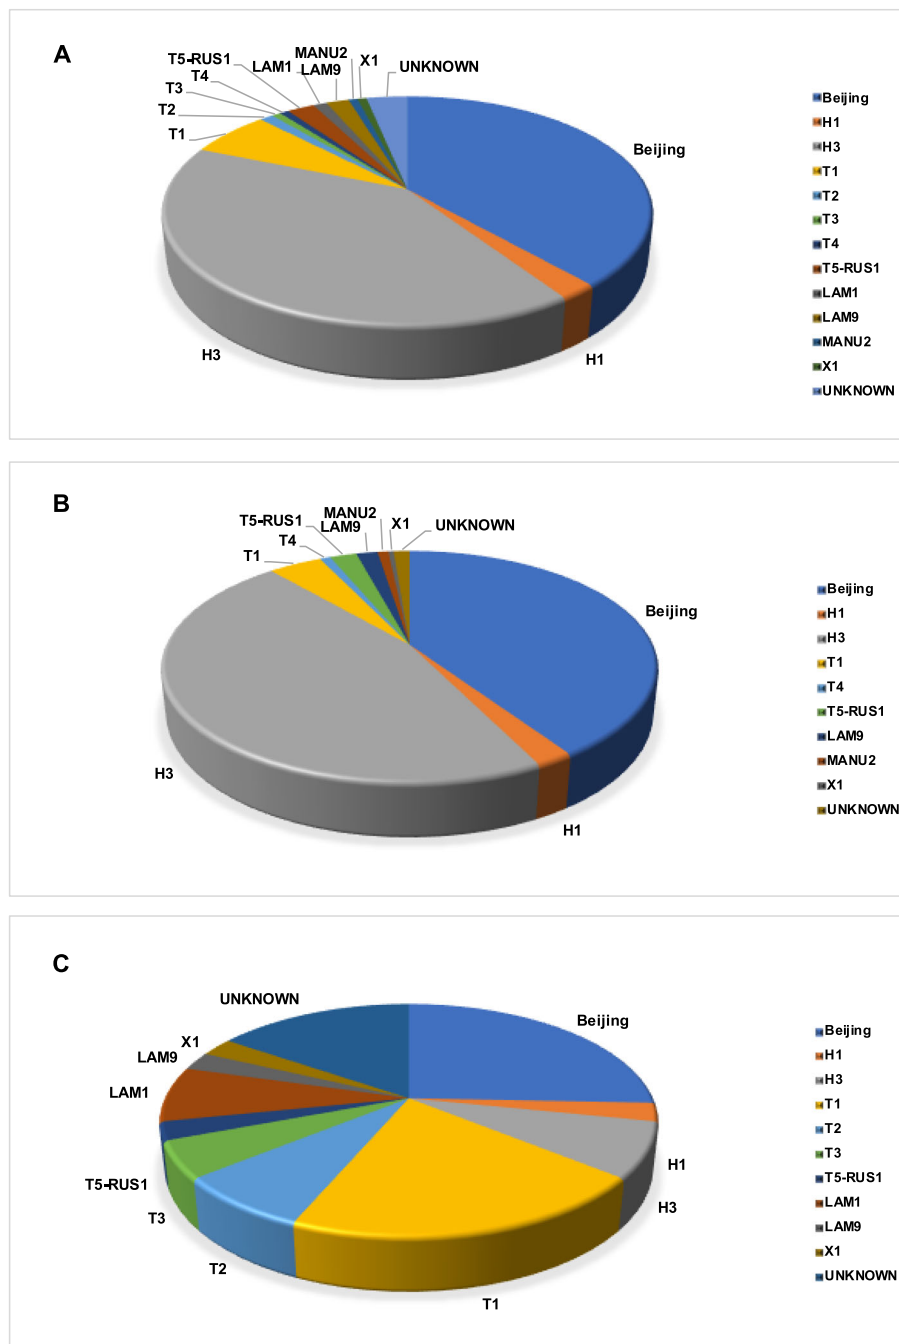 A
T5-RUS1
MANU2
X1
LAM1
LAM9
UNKNOWN
T4
T3
T2
T1
Beijing
H3
H1
Beijing
H1
H3
T1
T2
T3
T4
T5-RUS1
LAM1
LAM9
MANU2
X1
UNKNOWN
B
T5-RUS1
MANU2
LAM9
X1
UNKNOWN
T4
T1
Beijing
H3
H1
Beijing
H1
H3
T1
T4
T5-RUS1
LAM9
MANU2
X1
UNKNOWN
C
UNKNOWN
Beijing
X1
LAM9
LAM1
H1
T5-RUS1
H3
T3
T2
T1
Beijing
H1
H3
T1
T2
T3
T5-RUS1
LAM1
LAM9
X1
UNKNOWN